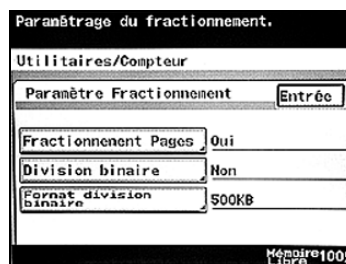 Paramétrage du fractionnement.
Utilitaires/Compteur
Paramètre Fractionnement
Entrée
Fractionnement Pages Oui
Division binaire Non
Format division
binaire 500KB
Mémoire
Libre 100%